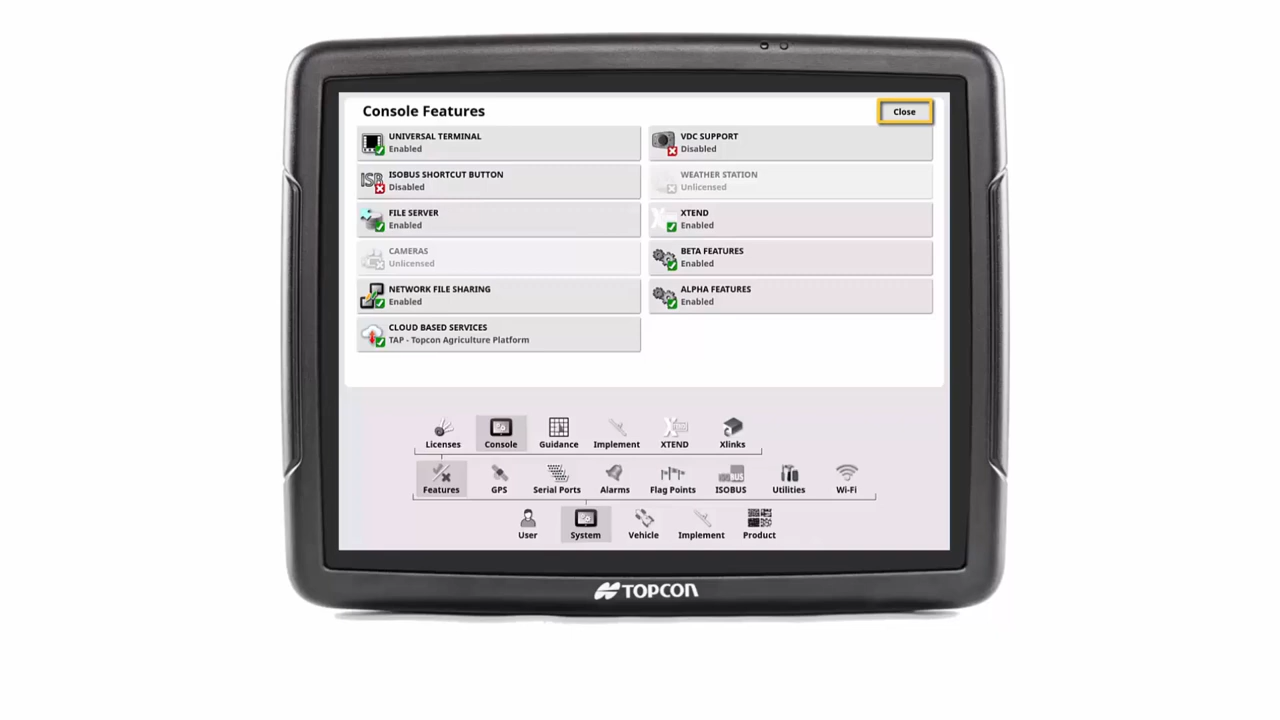 Console Features
Close
UNIVERSAL TERMINAL
Enabled
VDC SUPPORT
Disabled
ISOBUS SHORTCUT BUTTON
Disabled
WEATHER STATION
Unlicensed
FILE SERVER
Enabled
XTEND
Enabled
CAMERAS
Unlicensed
BETA FEATURES
Enabled
NETWORK FILE SHARING
Enabled
ALPHA FEATURES
Enabled
CLOUD BASED SERVICES
TAP - Topcon Agriculture Platform
Licenses Console Guidance Implement XTEND Xlinks
Features GPS Serial Ports Alarms Flag Points ISOBUS Utilities Wi-Fi
User System Vehicle Implement Product
TOPCON